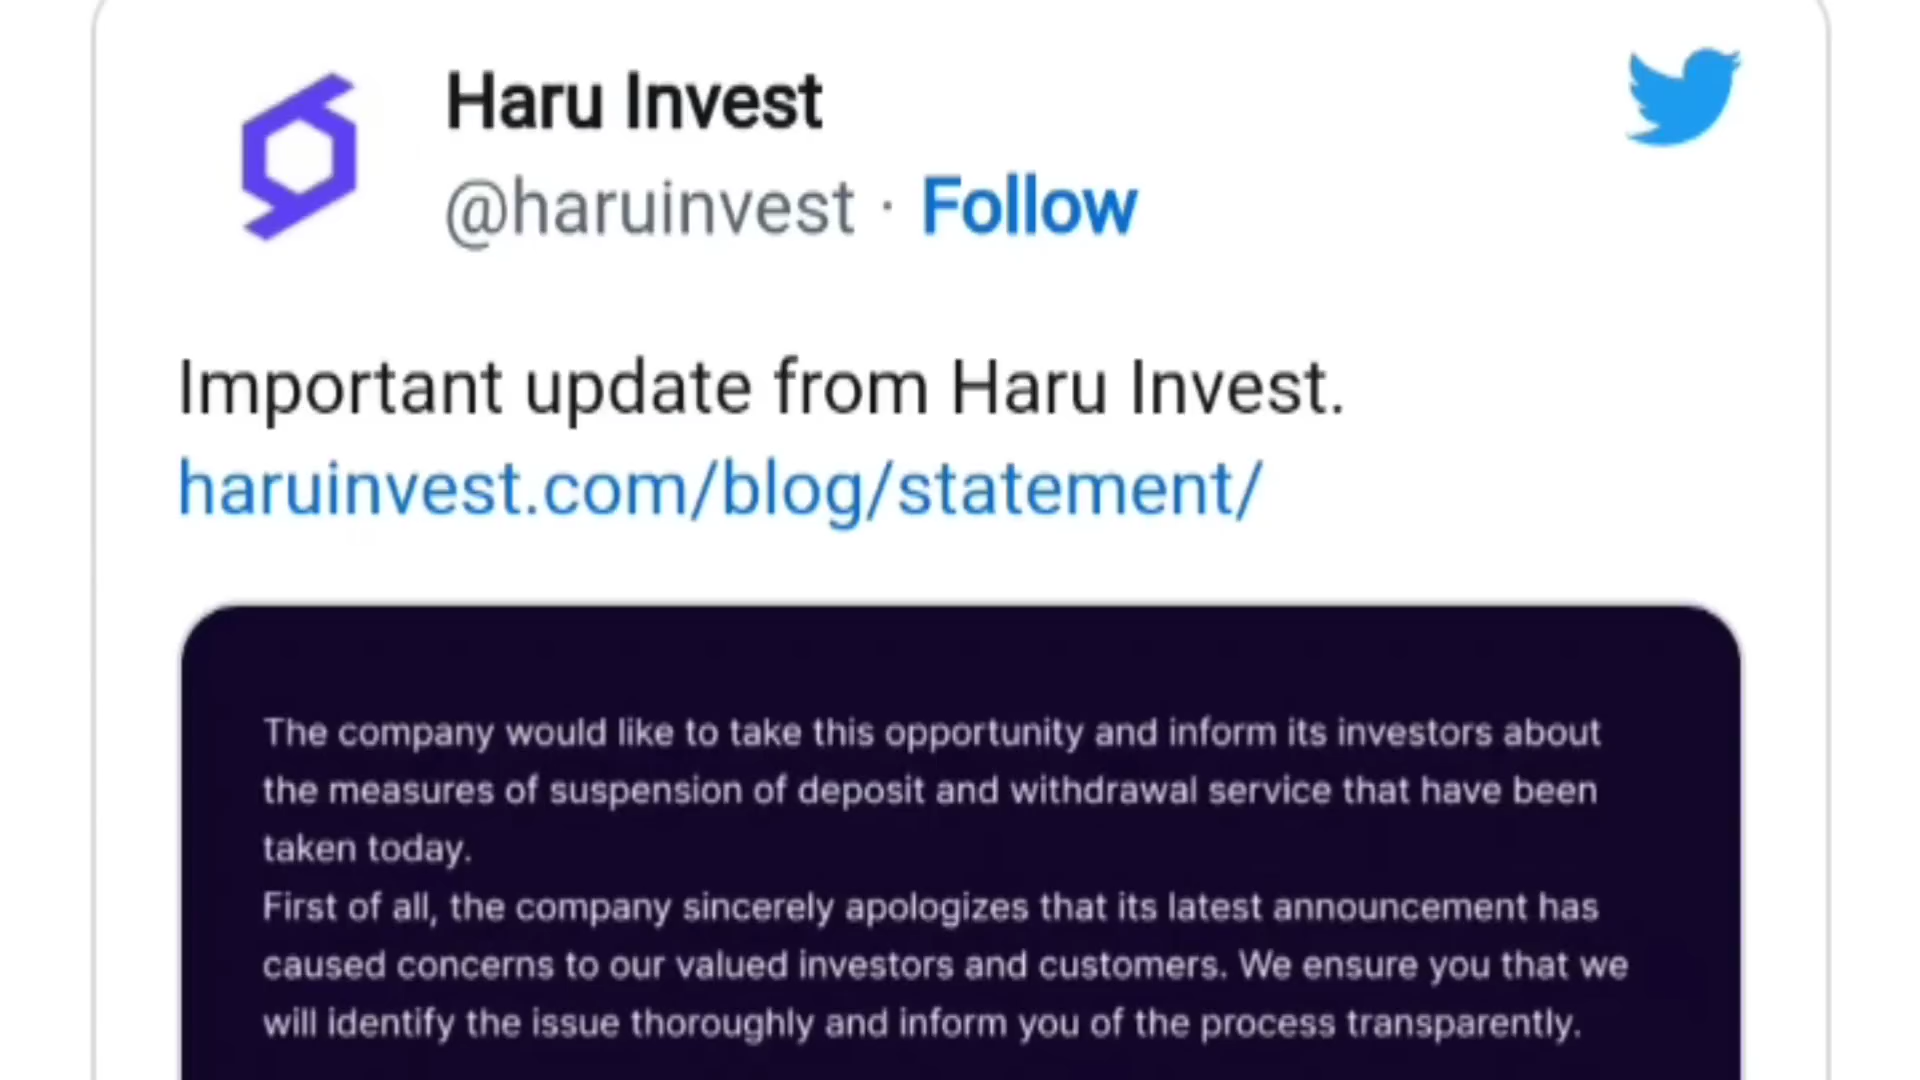 Haru Invest
@haruinvest · Follow
Important update from Haru Invest.
haruinvest.com/blog/statement/
The company would like to take this opportunity and inform its investors about
the measures of suspension of deposit and withdrawal service that have been
taken today.
First of all, the company sincerely apologizes that its latest announcement has
caused concerns to our valued investors and customers. We ensure you that we
will identify the issue thoroughly and inform you of the process transparently.